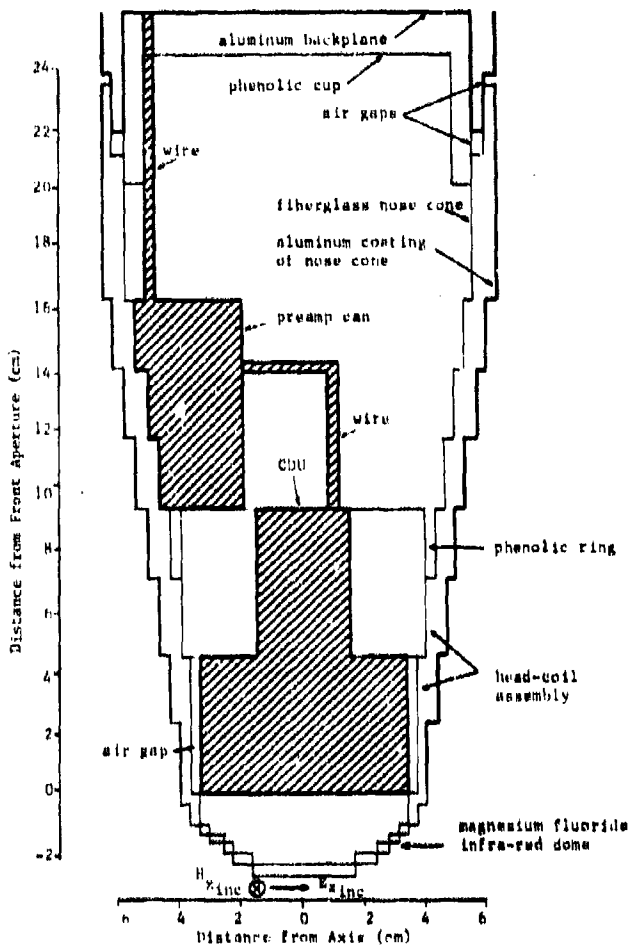 aluminum backplane
24
phenolic cup
air gaps
22
wire
20
fiberglass nose cone
18
aluminum coating
of nose cone
16
preamp can
14
wire
12
CDU
10
8
phenolic ring
6
4
head-coil
assembly
2
air gap
0
magnesium fluoride
infra-red dome
-2
Distance from Front Aperture (cm)
inc
inc
6 4 2 0 2 4 6
Distance from Axis (cm)